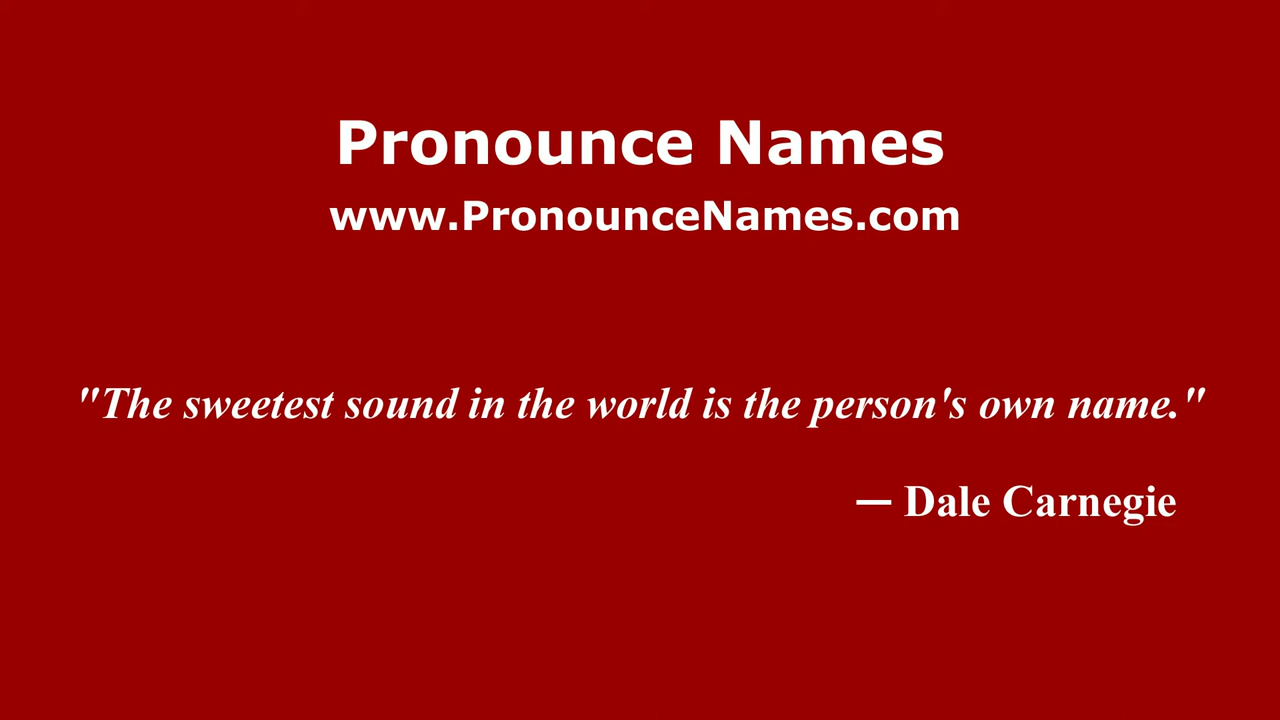 Pronounce Names
www.PronounceNames.com
"The sweetest sound in the world is the person's own name."
— Dale Carnegie